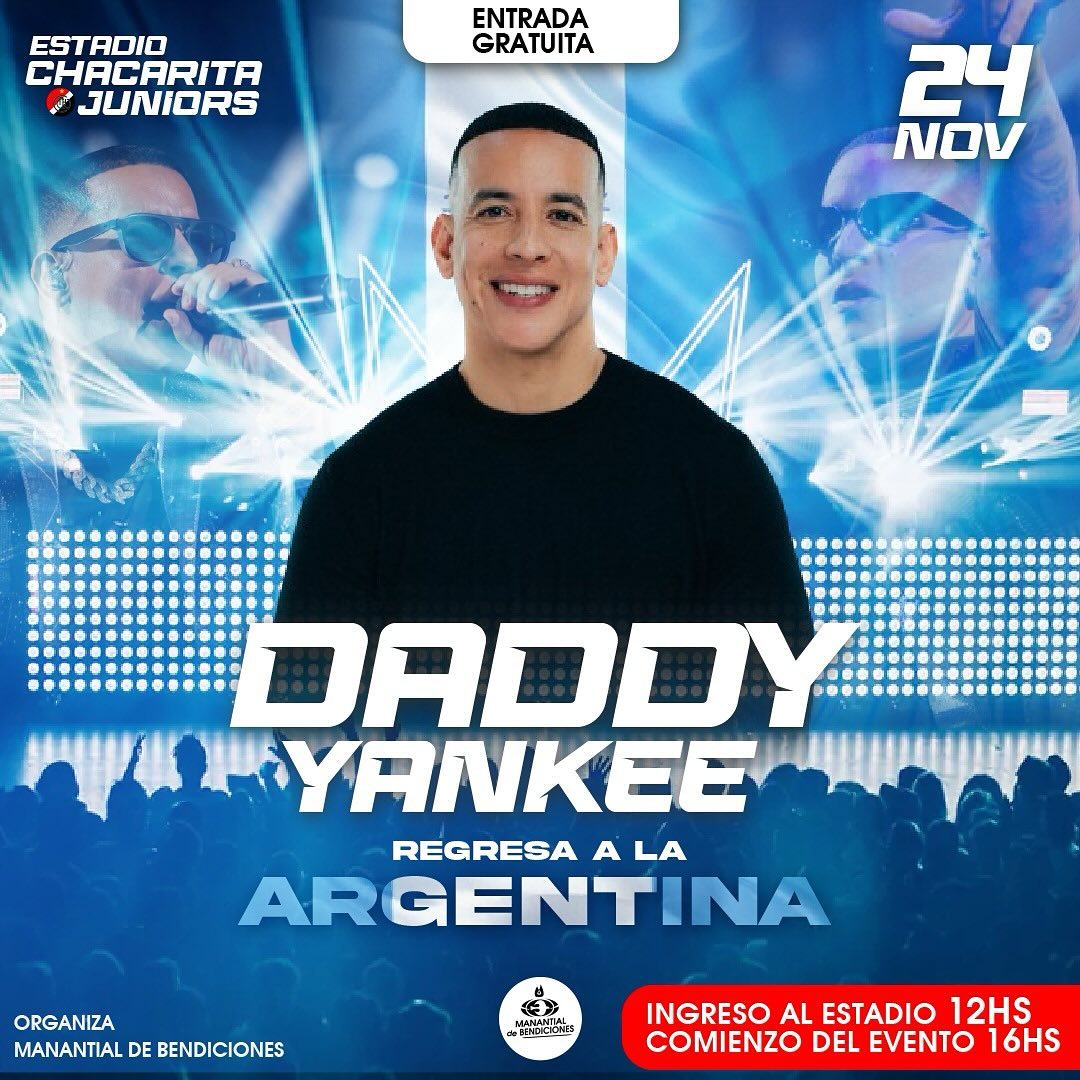 ENTRADA
GRATUITA
ESTADIO
CHACARITA
JUNIORS
24
NOV
DADDY
YANKEE
REGRESA A LA
ARGENTINA
ORGANIZA
MANANTIAL DE BENDICIONES
MANANTIAL
de BENDICIONES
INGRESO AL ESTADIO 12HS
COMIENZO DEL EVENTO 16HS